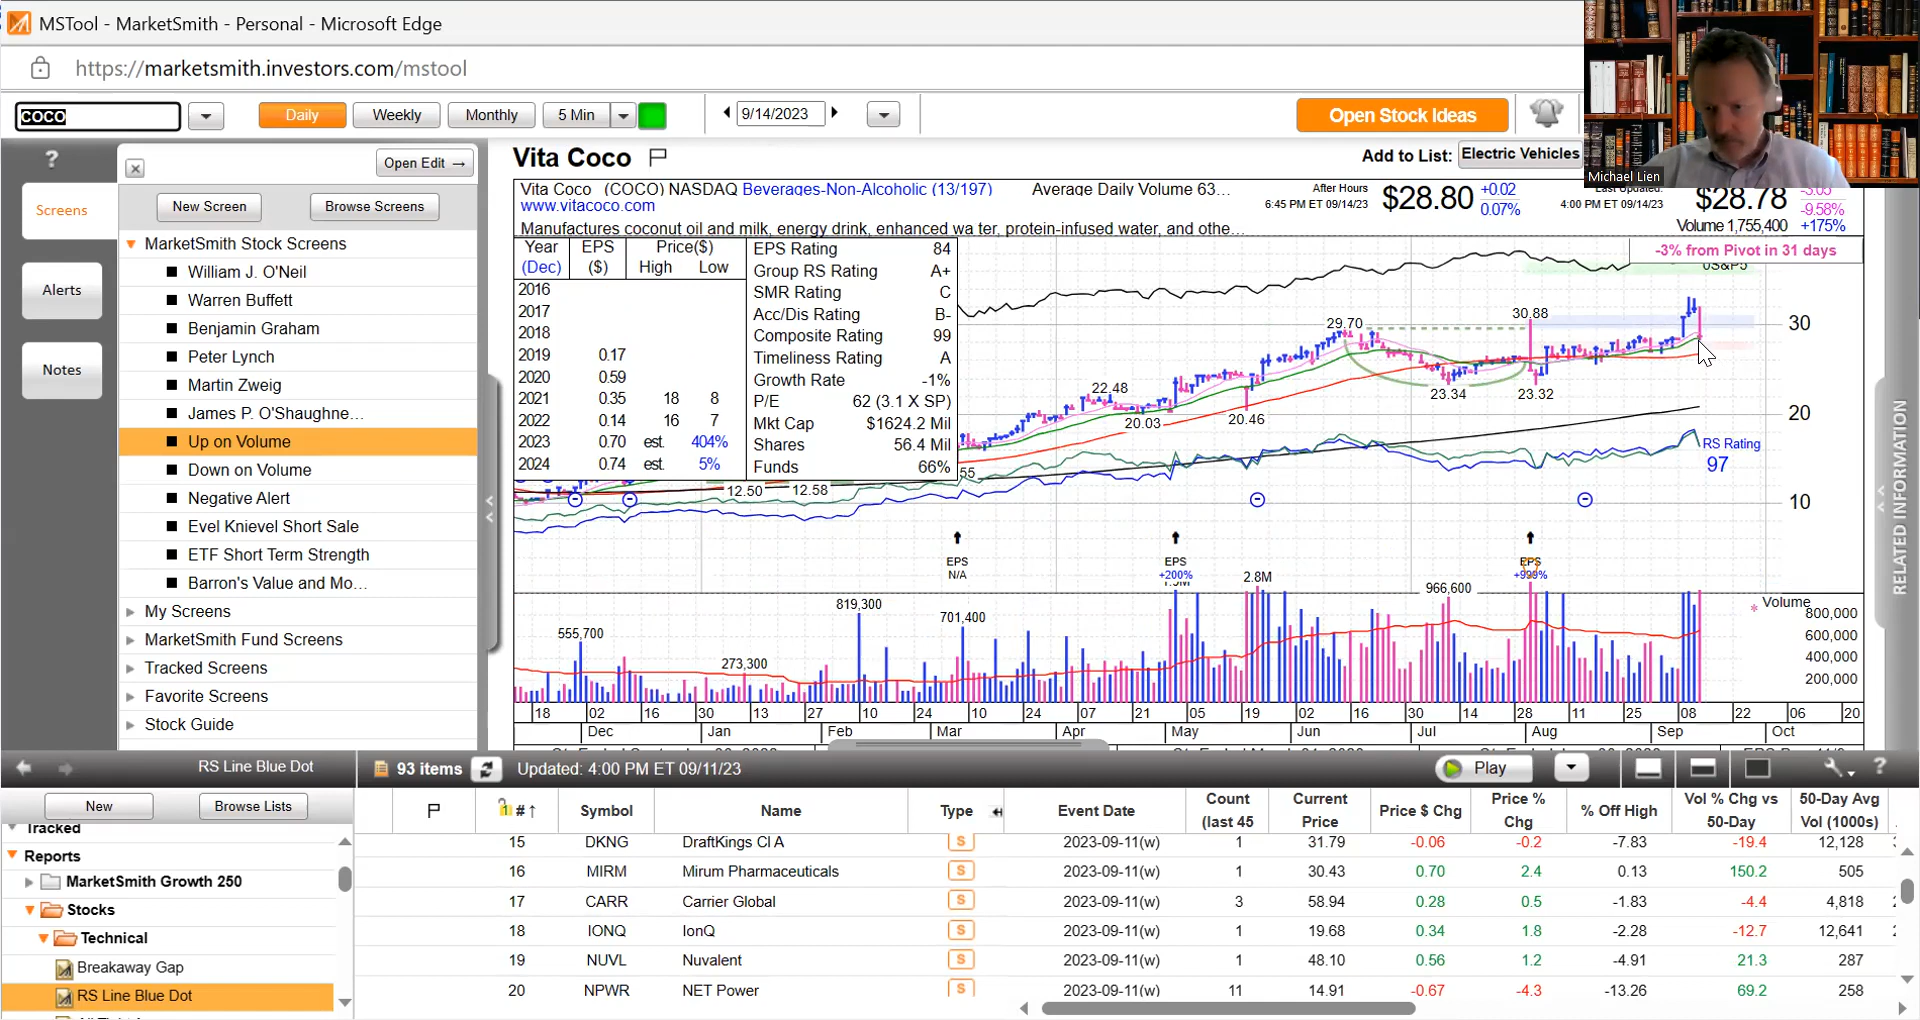 MSTool - MarketSmith - Personal - Microsoft Edge
https://marketsmith.investors.com/mstool
COCO
Daily
Weekly
Monthly
5 Min
9/14/2023
Open Stock Ideas
Michael Lien
?
Screens
Alerts
Notes
Open Edit →
New Screen
Browse Screens
MarketSmith Stock Screens
William J. O'Neil
Warren Buffett
Benjamin Graham
Peter Lynch
Martin Zweig
James P. O'Shaughne...
Up on Volume
Down on Volume
Negative Alert
Evel Knievel Short Sale
ETF Short Term Strength
Barron's Value and Mo...
My Screens
MarketSmith Fund Screens
Tracked Screens
Favorite Screens
Stock Guide
Vita Coco
Add to List: Electric Vehicles
Vita Coco (COCO) NASDAQ Beverages-Non-Alcoholic (13/197) Average Daily Volume 63...
www.vitacoco.com
Manufactures coconut oil and milk, energy drink, enhanced wa ter, protein-infused water, and othe...
After Hours
6:45 PM ET 09/14/23
$28.80
+0.02
0.07%
Last Updated:
4:00 PM ET 09/14/23
$28.78
-3.05
-9.58%
Volume 1,755,400 +175%
-3% from Pivot in 31 days
Year EPS Price($)
(Dec) ($) High Low
2016
2017
2018
2019 0.17
2020 0.59
2021 0.35 18 8
2022 0.14 16 7
2023 0.70 est. 404%
2024 0.74 est. 5%
EPS Rating 84
Group RS Rating A+
SMR Rating C
Acc/Dis Rating B-
Composite Rating 99
Timeliness Rating A
Growth Rate -1%
P/E 62 (3.1 X SP)
Mkt Cap $1624.2 Mil
Shares 56.4 Mil
Funds 66%
29.70
30.88
30
22.48
23.34
23.32
20.03
20.46
20
RS Rating
97
12.50
12.58
10
EPS
N/A
EPS
+200%
EPS
+999%
2.8M
966,600
819,300
701,400
555,700
273,300
Volume
800,000
600,000
400,000
200,000
18 02 16 30 13 27 10 24 10 24 07 21 05 19 02 16 30 14 28 11 25 08 22 06 20
Dec Jan Feb Mar Apr May Jun Jul Aug Sep Oct
RELATED INFORMATION
RS Line Blue Dot
93 items
Updated: 4:00 PM ET 09/11/23
Play
?
New
Browse Lists
Tracked
Reports
MarketSmith Growth 250
Stocks
Technical
Breakaway Gap
RS Line Blue Dot
#↑ Symbol Name Type Event Date Count (last 45 Current Price Price $ Chg Price % Chg % Off High Vol % Chg vs 50-Day 50-Day Avg Vol (1000s)
15 DKNG DraftKings Cl A S 2023-09-11(w) 1 31.79 -0.06 -0.2 -7.83 -19.4 12,128
16 MIRM Mirum Pharmaceuticals S 2023-09-11(w) 1 30.43 0.70 2.4 0.13 150.2 505
17 CARR Carrier Global S 2023-09-11(w) 3 58.94 0.28 0.5 -1.83 -4.4 4,818
18 IONQ IonQ S 2023-09-11(w) 1 19.68 0.34 1.8 -2.28 -12.7 12,641
19 NUVL Nuvalent S 2023-09-11(w) 1 48.10 0.56 1.2 -4.91 21.3 287
20 NPWR NET Power S 2023-09-11(w) 11 14.91 -0.67 -4.3 -13.26 69.2 258